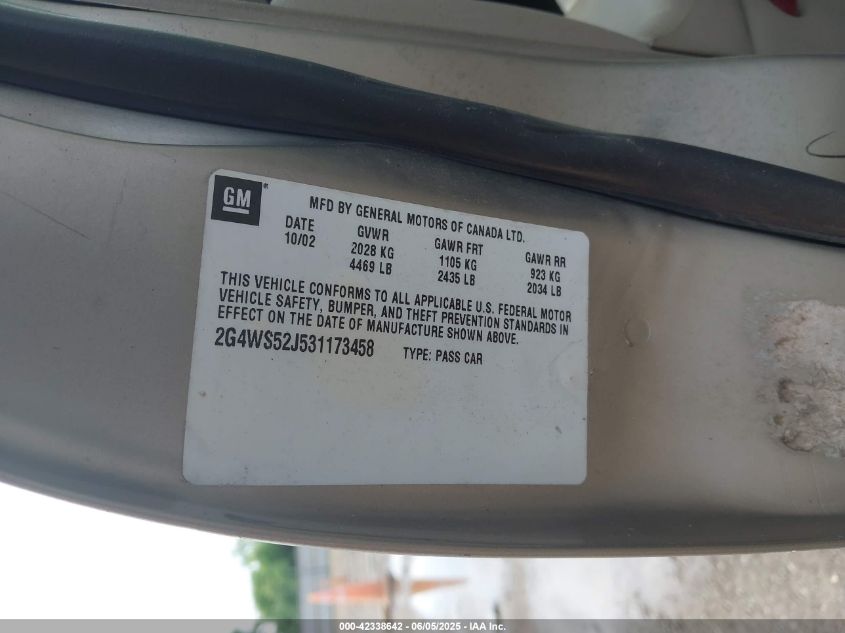 GM
MFD BY GENERAL MOTORS OF CANADA LTD.
DATE GVWR GAWR FRT GAWR RR
10/02 2028 KG 1105 KG 923 KG
4469 LB 2435 LB 2034 LB
THIS VEHICLE CONFORMS TO ALL APPLICABLE U.S. FEDERAL MOTOR
VEHICLE SAFETY, BUMPER, AND THEFT PREVENTION STANDARDS IN
EFFECT ON THE DATE OF MANUFACTURE SHOWN ABOVE.
2G4WS52J531173458 TYPE: PASS CAR
000-42338642 - 06/05/2025 - IAA Inc.